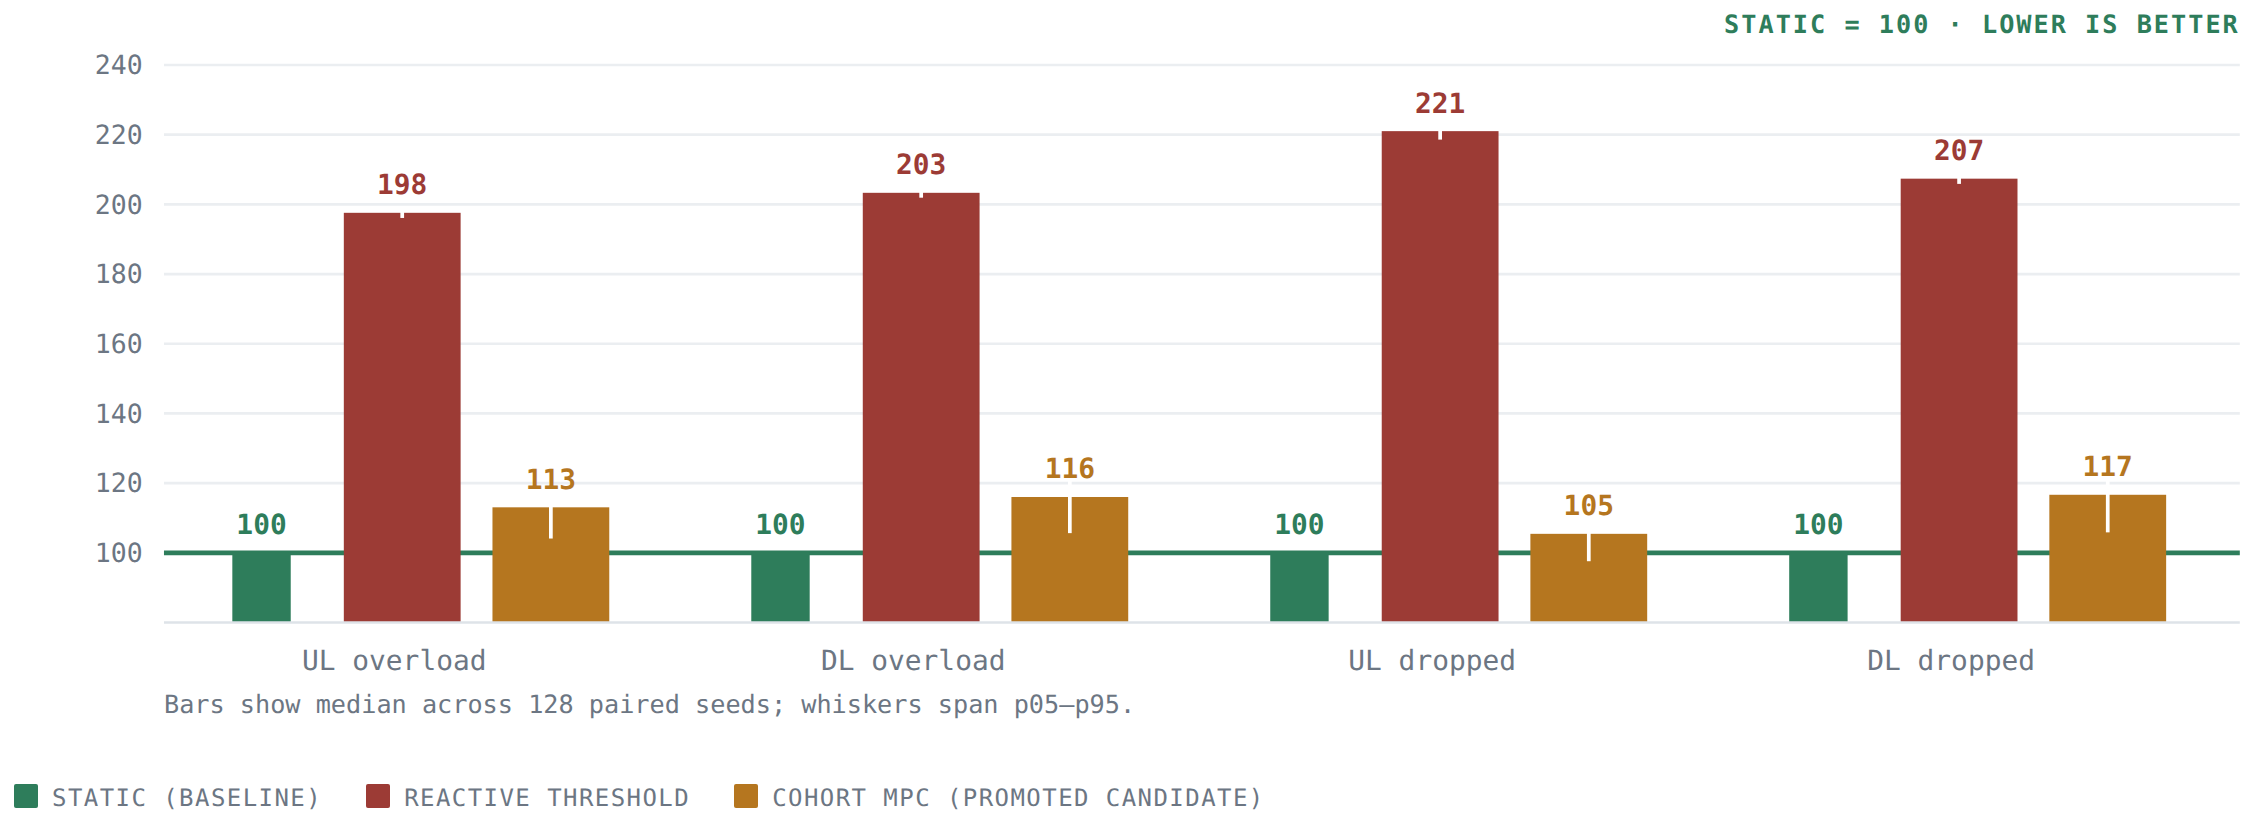 STATIC = 100 · LOWER IS BETTER
240
220
200
180
160
140
120
100
100 198 113 100 203 116 100 221 105 100 207 117
UL overload DL overload UL dropped DL dropped
Bars show median across 128 paired seeds; whiskers span p05–p95.
STATIC (BASELINE) REACTIVE THRESHOLD COHORT MPC (PROMOTED CANDIDATE)